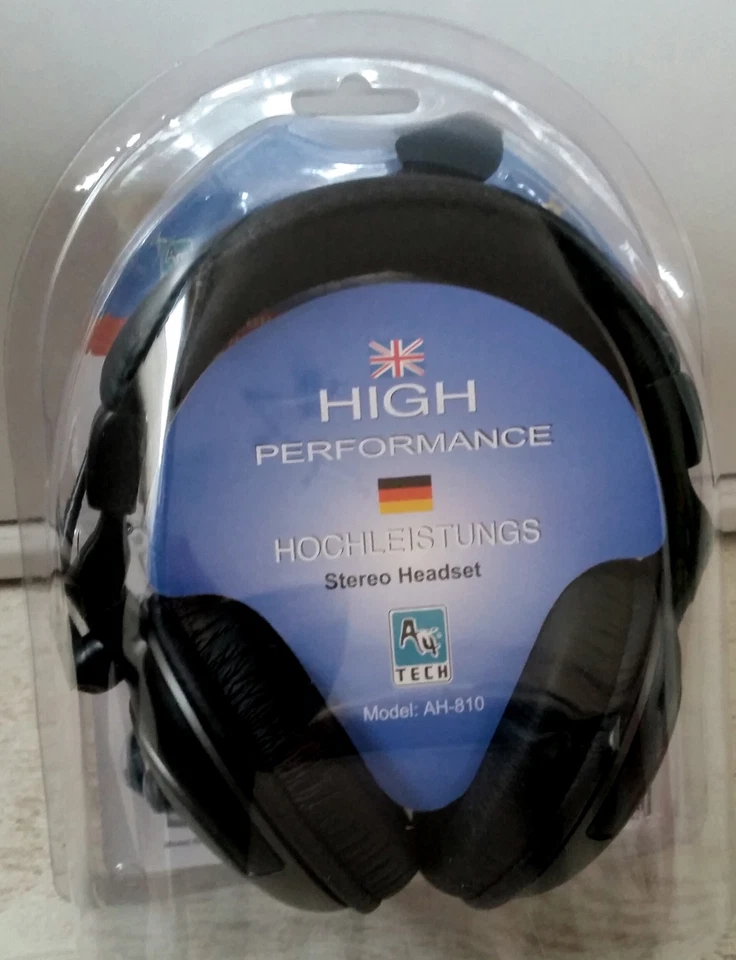 HIGH
PERFORMANCE
HOCHLEISTUNGS
Stereo Headset
A4
TECH
Model: AH-810